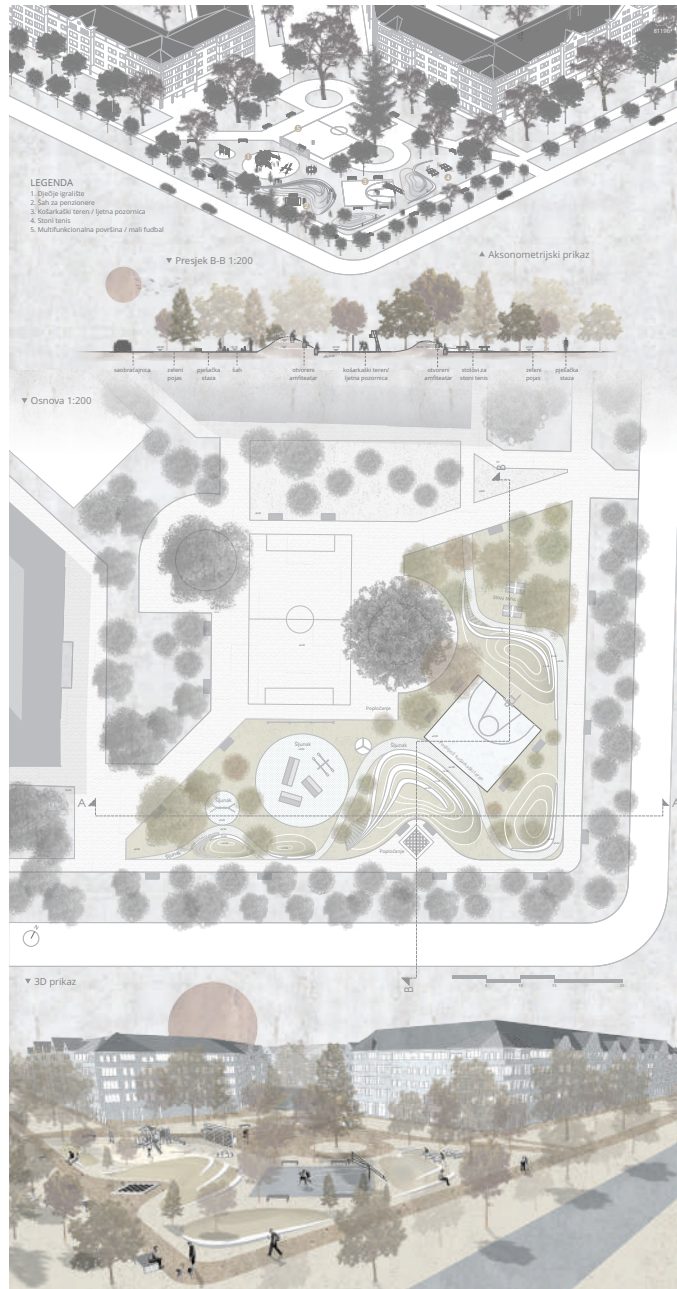 81196
LEGENDA
1. Dječije igralište
2. Šah za penzionere
3. Košarkaški teren / ljetna pozornica
4. Stoni tenis
5. Multifunkcionalna površina / mali fudbal
▼ Presjek B-B 1:200
▲ Aksonometrijski prikaz
saobraćajnica
zeleni
pojas
pješačka
staza
šah
otvoreni
amfiteatar
košarkaški teren/
ljetna pozornica
otvoreni
amfiteatar
stolovi za
stoni tenis
zeleni
pojas
pješačka
staza
▼ Osnova 1:200
B
Popločanje
Šljunak
Šljunak
Šljunak
A
A
Popločanje
N
B
▼ 3D prikaz